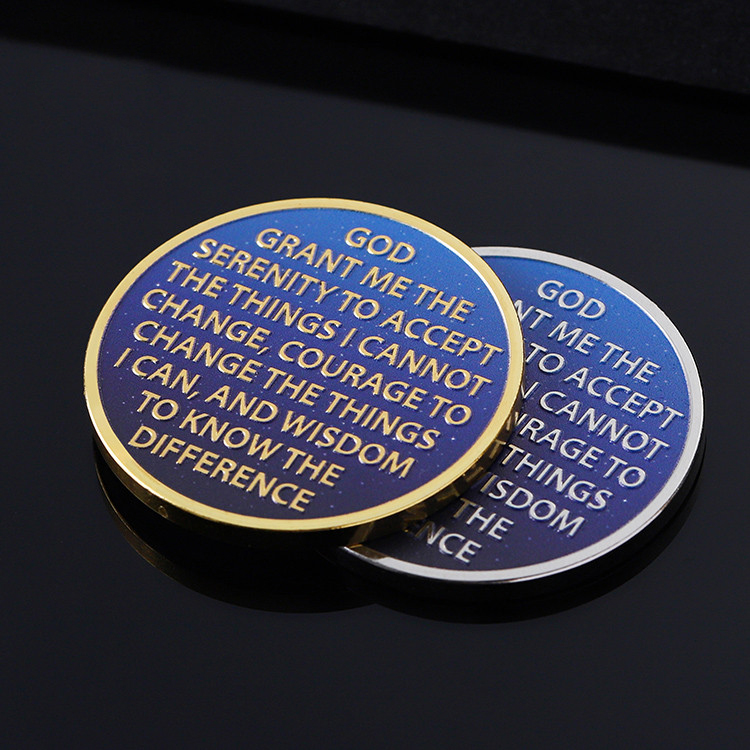 GOD
GRANT ME THE
SERENITY TO ACCEPT
THE THINGS I CANNOT
CHANGE, COURAGE TO
CHANGE THE THINGS
I CAN, AND WISDOM
TO KNOW THE
DIFFERENCE
GOD
NT ME THE
TO ACCEPT
CANNOT
RAGE TO
THINGS
ISDOM
THE
NCE